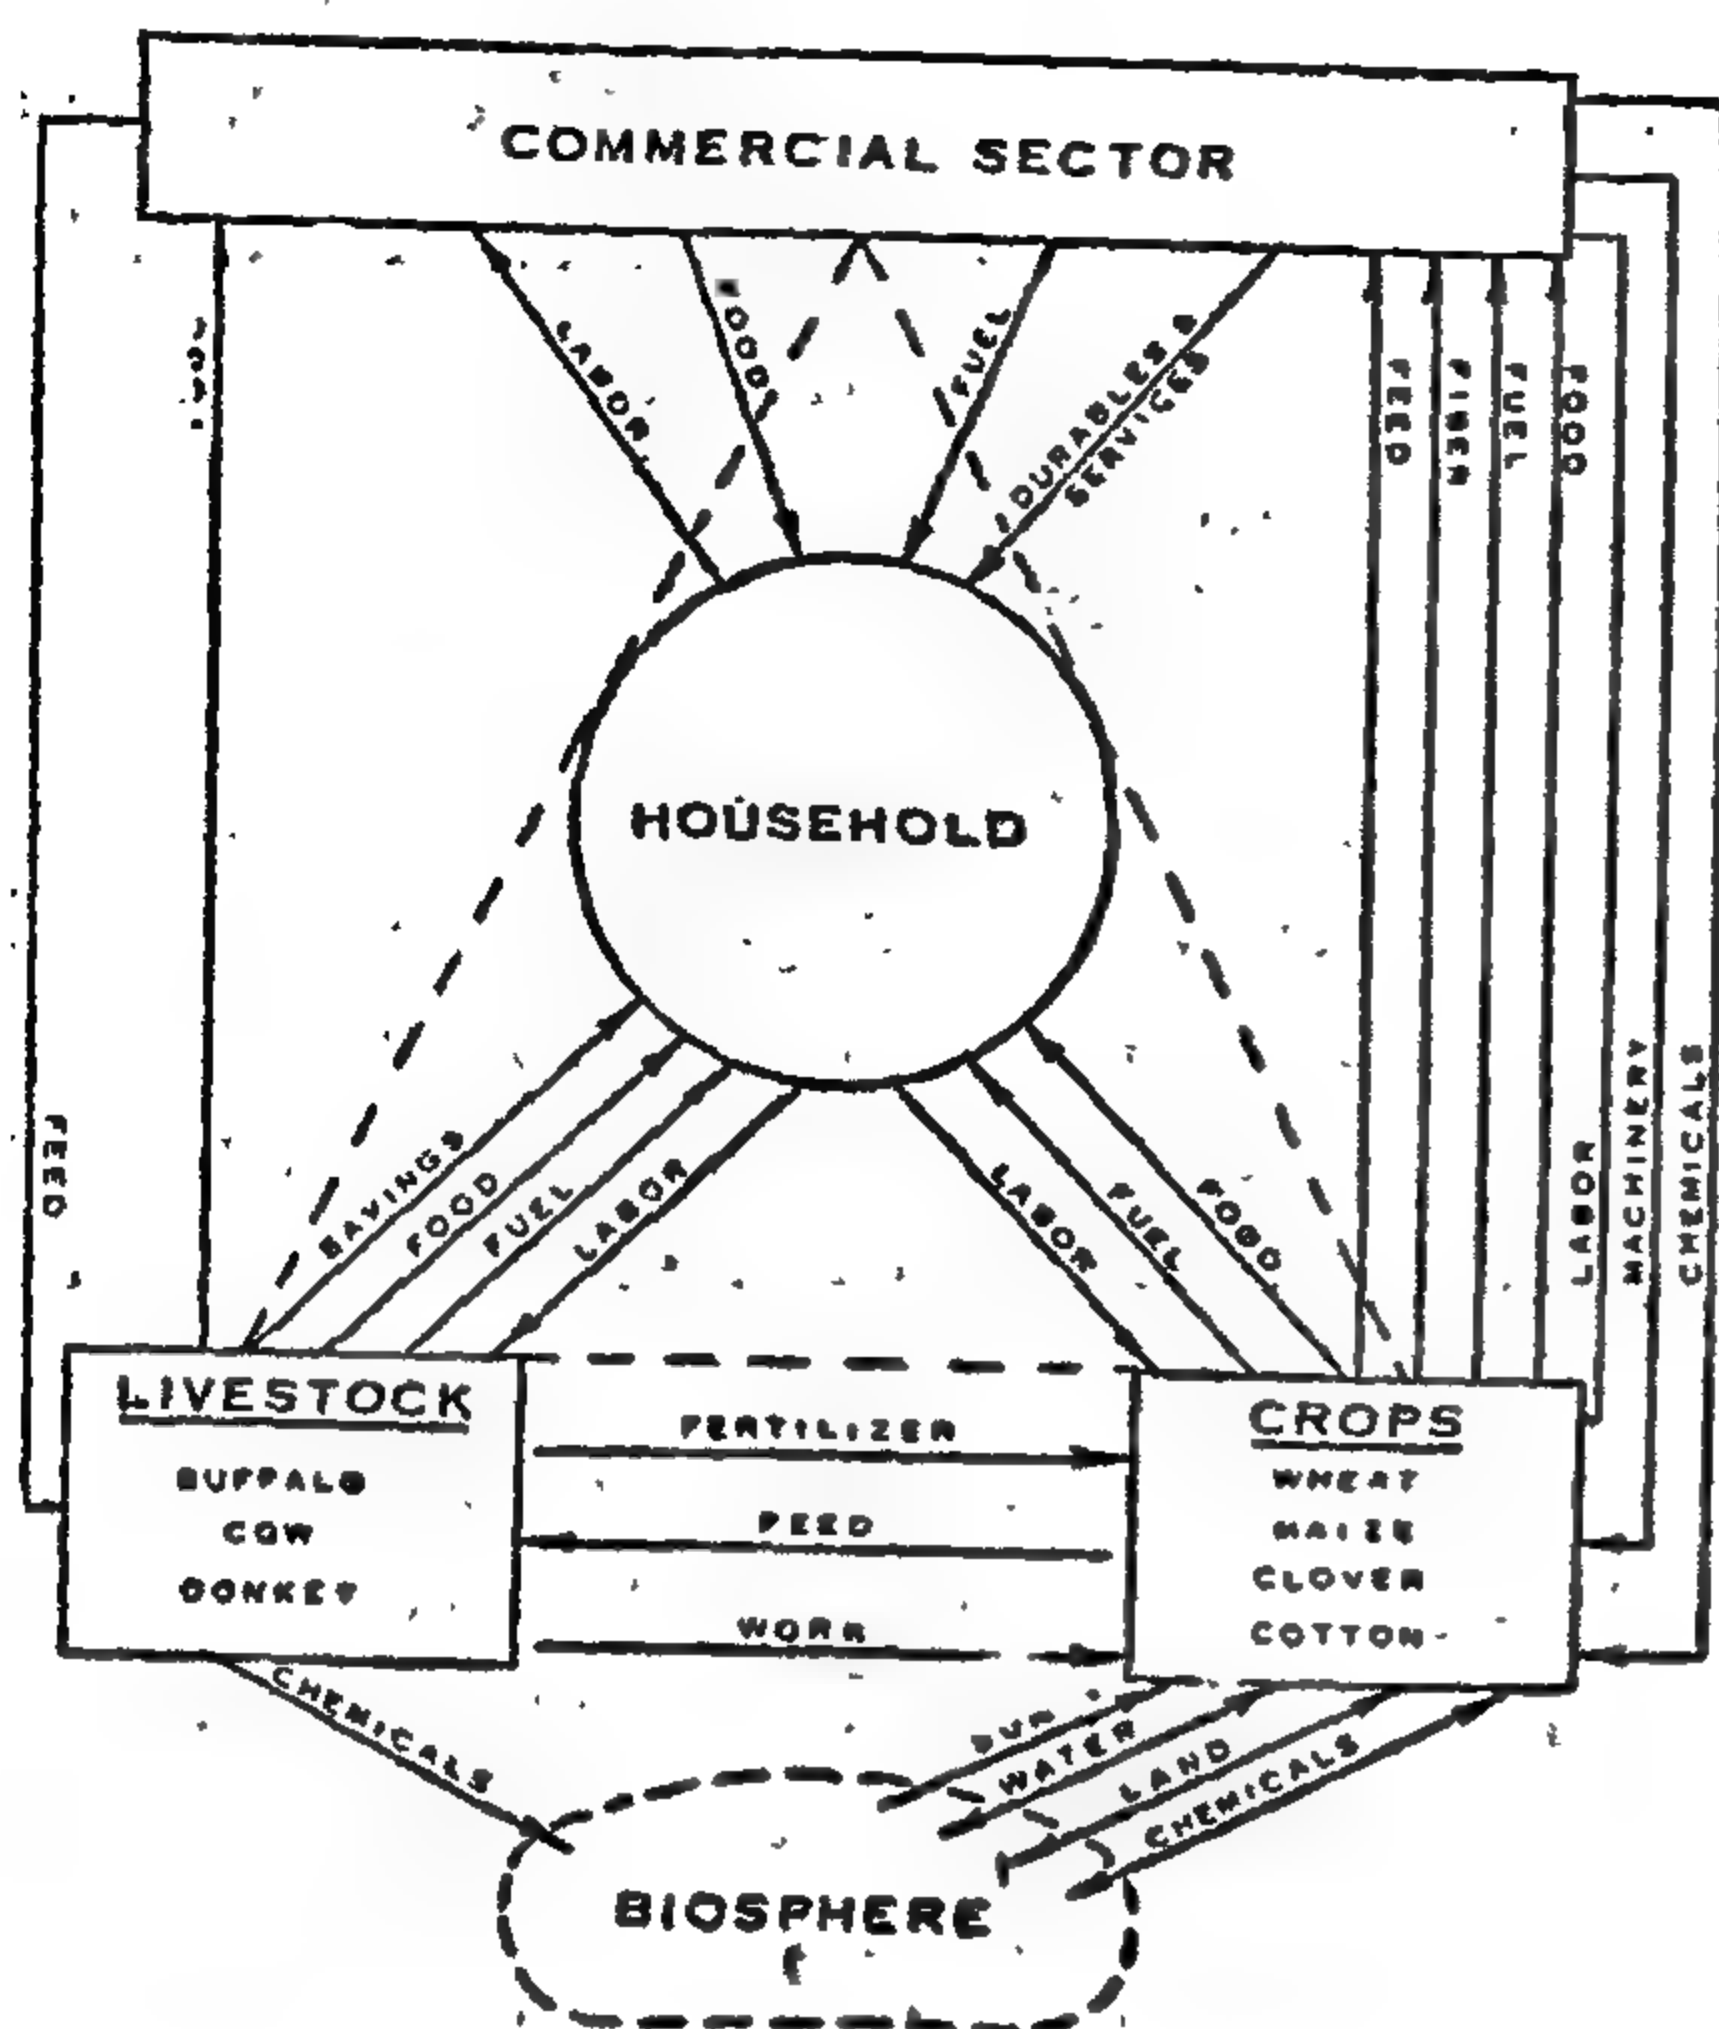 COMMERCIAL SECTOR
LABOR
FOOD
FUEL
DURABLES &
SERVICES
FEED
FIBER
FUEL
FOOD
HOUSEHOLD
FEED
SAVINGS
FOOD
FUEL
LABOR
LABOR
FUEL
FOOD
LABOR
MACHINERY
CHEMICALS
LIVESTOCK
BUFFALO
COW
DONKEY
FERTILIZER
FEED
WORK
CROPS
WHEAT
MAIZE
CLOVER
COTTON
CHEMICALS
SUN
WATER
LAND
CHEMICALS
BIOSPHERE